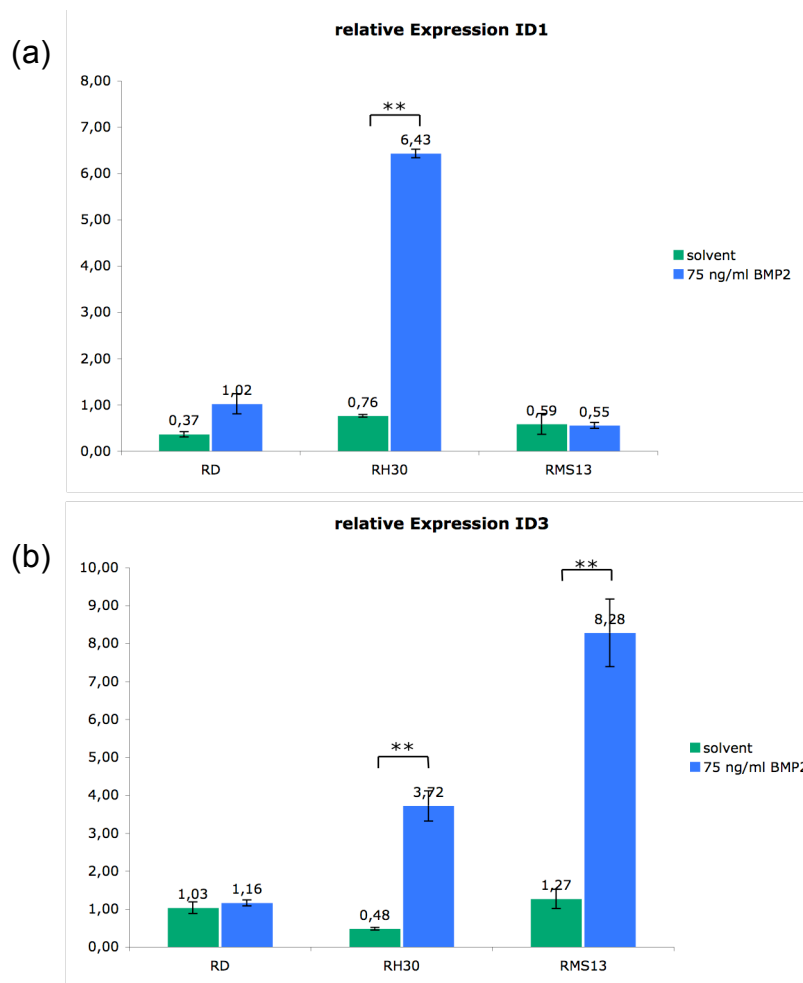 (a)
relative Expression ID1
8,00
7,00
6,00
5,00
4,00
3,00
2,00
1,00
0,00
**
6,43
0,37
1,02
0,76
0,59
0,55
RD
RH30
RMS13
solvent
75 ng/ml BMP2
(b)
relative Expression ID3
10,00
9,00
8,00
7,00
6,00
5,00
4,00
3,00
2,00
1,00
0,00
**
8,28
**
3,72
1,03
1,16
0,48
1,27
RD
RH30
RMS13
solvent
75 ng/ml BMP2